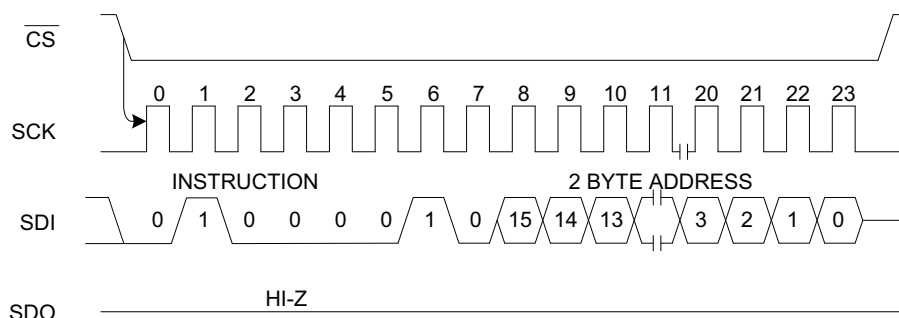 CS
0 1 2 3 4 5 6 7 8 9 10 11 20 21 22 23
SCK
INSTRUCTION 2 BYTE ADDRESS
SDI 0 1 0 0 0 0 1 0 15 14 13 3 2 1 0
HI-Z
SDO